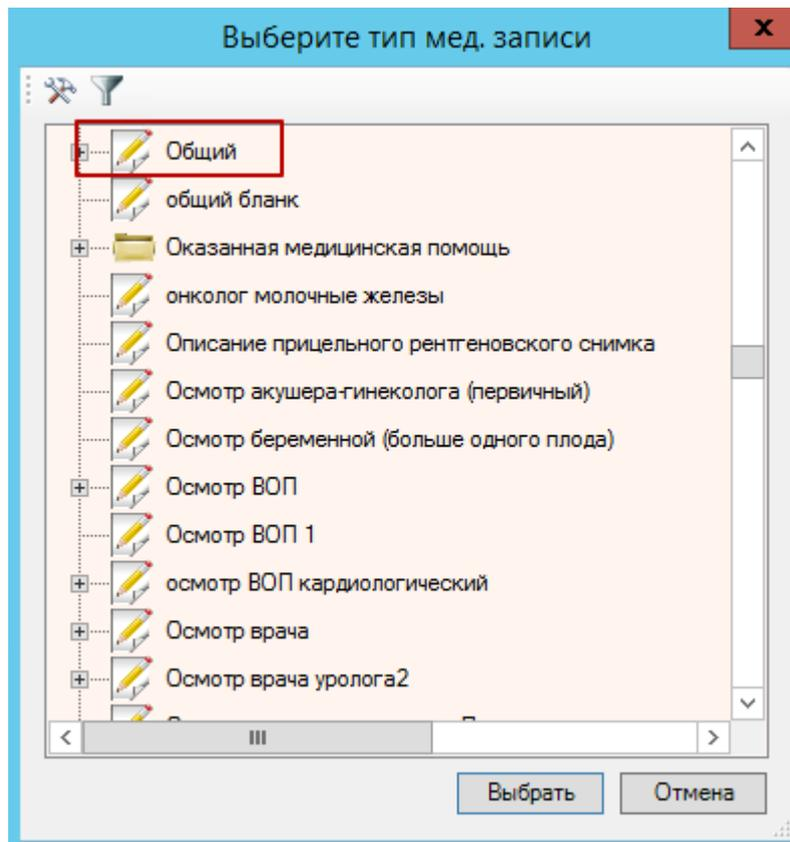 Выберите тип мед. записи
Общий
общий бланк
Оказанная медицинская помощь
онколог молочные железы
Описание прицельного рентгеновского снимка
Осмотр акушера-гинеколога (первичный)
Осмотр беременной (больше одного плода)
Осмотр ВОП
Осмотр ВОП 1
осмотр ВОП кардиологический
Осмотр врача
Осмотр врача уролога2
Выбрать Отмена